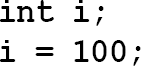 int i;
i = 100;